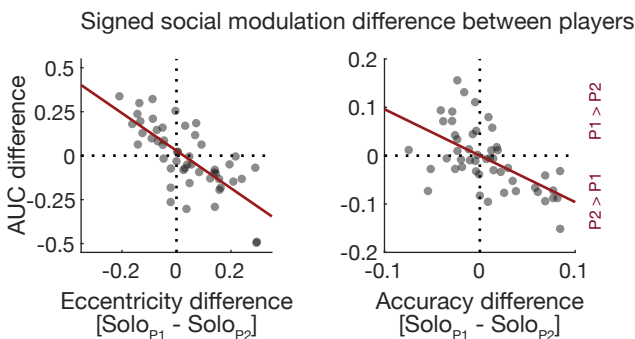 Signed social modulation difference between players
AUC difference
0.5
0.25
0
-0.25
-0.5
-0.2
0
0.2
Eccentricity difference
[Solo_P1 - Solo_P2]
0.2
0.1
0
-0.1
-0.2
-0.1
0
0.1
Accuracy difference
[Solo_P1 - Solo_P2]
P1 > P2
P2 > P1